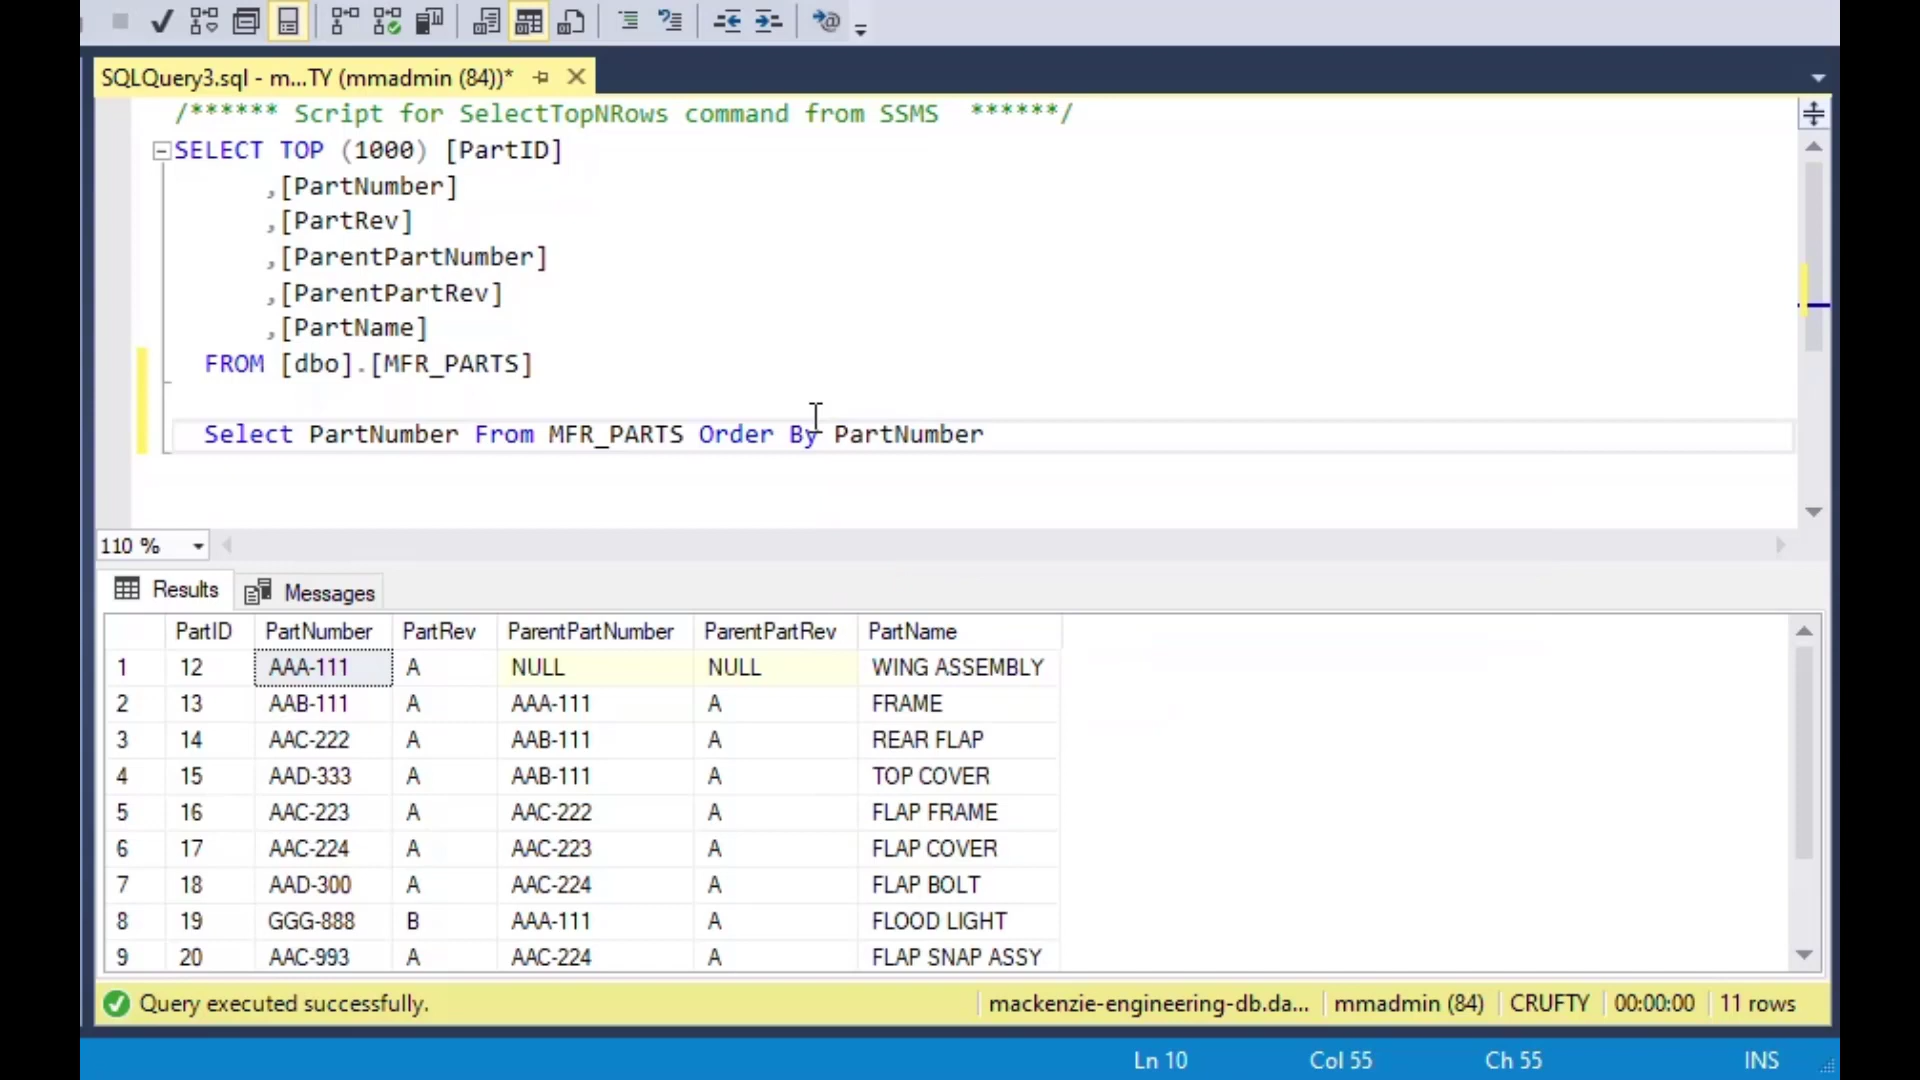 SQLQuery3.sql - m...TY (mmadmin (84))*
/****** Script for SelectTopNRows command from SSMS ******/
SELECT TOP (1000) [PartID]
,[PartNumber]
,[PartRev]
,[ParentPartNumber]
,[ParentPartRev]
,[PartName]
FROM [dbo].[MFR_PARTS]
Select PartNumber From MFR_PARTS Order By PartNumber
110 %
Results Messages
PartID PartNumber PartRev ParentPartNumber ParentPartRev PartName
1 12 AAA-111 A NULL NULL WING ASSEMBLY
2 13 AAB-111 A AAA-111 A FRAME
3 14 AAC-222 A AAB-111 A REAR FLAP
4 15 AAD-333 A AAB-111 A TOP COVER
5 16 AAC-223 A AAC-222 A FLAP FRAME
6 17 AAC-224 A AAC-223 A FLAP COVER
7 18 AAD-300 A AAC-224 A FLAP BOLT
8 19 GGG-888 B AAA-111 A FLOOD LIGHT
9 20 AAC-993 A AAC-224 A FLAP SNAP ASSY
Query executed successfully. mackenzie-engineering-db.da... mmadmin (84) CRUFTY 00:00:00 11 rows
Ln 10 Col 55 Ch 55 INS